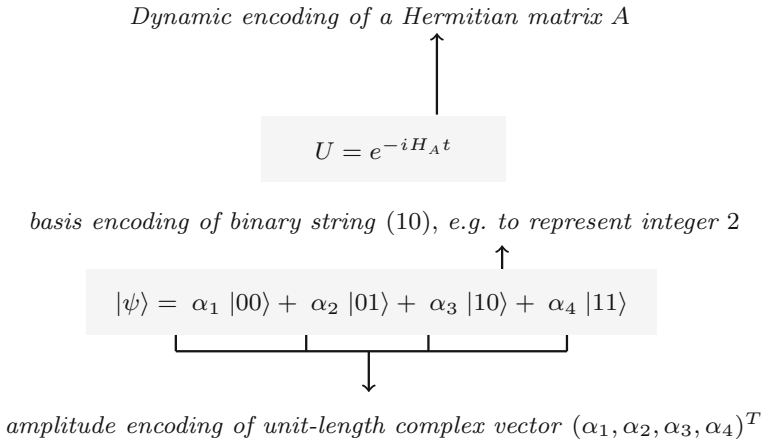 Dynamic encoding of a Hermitian matrix A
U = e^{-iH_A t}
basis encoding of binary string (10), e.g. to represent integer 2
|ψ⟩ = α₁ |00⟩ + α₂ |01⟩ + α₃ |10⟩ + α₄ |11⟩
amplitude encoding of unit-length complex vector (α₁, α₂, α₃, α₄)^T